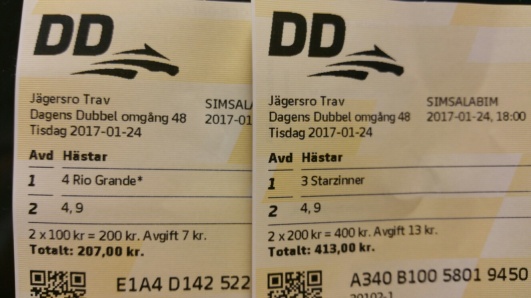 DD
Jägersro Trav SIMSALA
Dagens Dubbel omgång 48 2017-01
Tisdag 2017-01-24
Avd Hästar
1 4 Rio Grande*
2 4, 9
2 x 100 kr = 200 kr. Avgift 7 kr.
Totalt: 207,00 kr.
E1A4 D142 522
DD
Jägersro Trav SIMSALABIM
Dagens Dubbel omgång 48 2017-01-24, 18:00
Tisdag 2017-01-24
Avd Hästar
1 3 Starzinner
2 4, 9
2 x 200 kr = 400 kr. Avgift 13 kr.
Totalt: 413,00 kr.
A340 B100 5801 9450